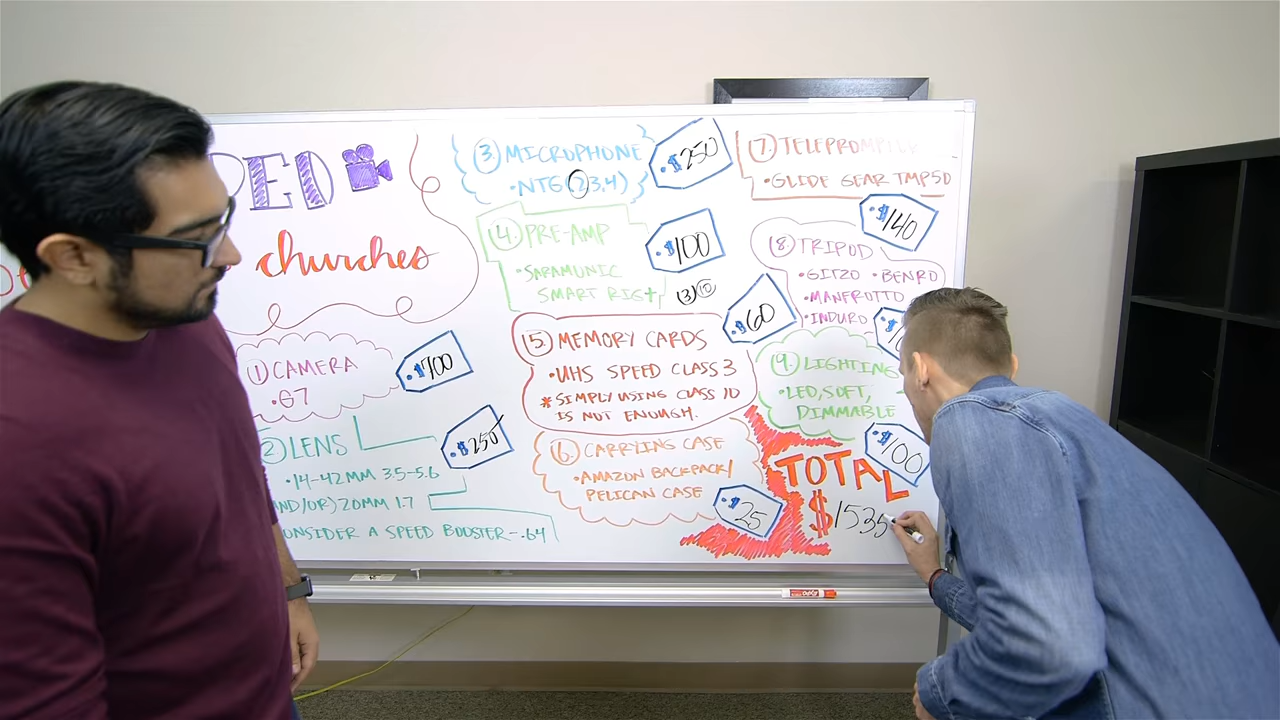 churches
① CAMERA
• G7
$400
② LENS
• 14-42MM 3.5-5.6
AND/OR) 20MM 1.7
CONSIDER A SPEED BOOSTER -.64
$250
③ MICROPHONE
• NTG(2,3,4)
$250
④ PRE-AMP
• SARAMONIC
SMART RIG+
$100
⑤ MEMORY CARDS
• UHS SPEED CLASS 3
* SIMPLY USING CLASS 10
IS NOT ENOUGH.
(3) ⑩
$60
⑥ CARRYING CASE
• AMAZON BACKPACK/
PELICAN CASE
$25
⑦. TELEPROMPTER
• GLIDE GEAR TMP50
$140
⑧ TRIPOD
• GITZO • BENRO
• MANFROTTO
• INDURO
⑨. LIGHTING
• LED, SOFT,
DIMMABLE
$100
TOTAL
$1535